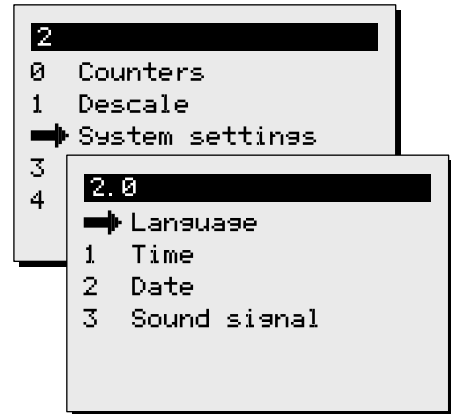 2
0 Counters
1 Descale
System settings
3
4
2.0
Language
1 Time
2 Date
3 Sound signal